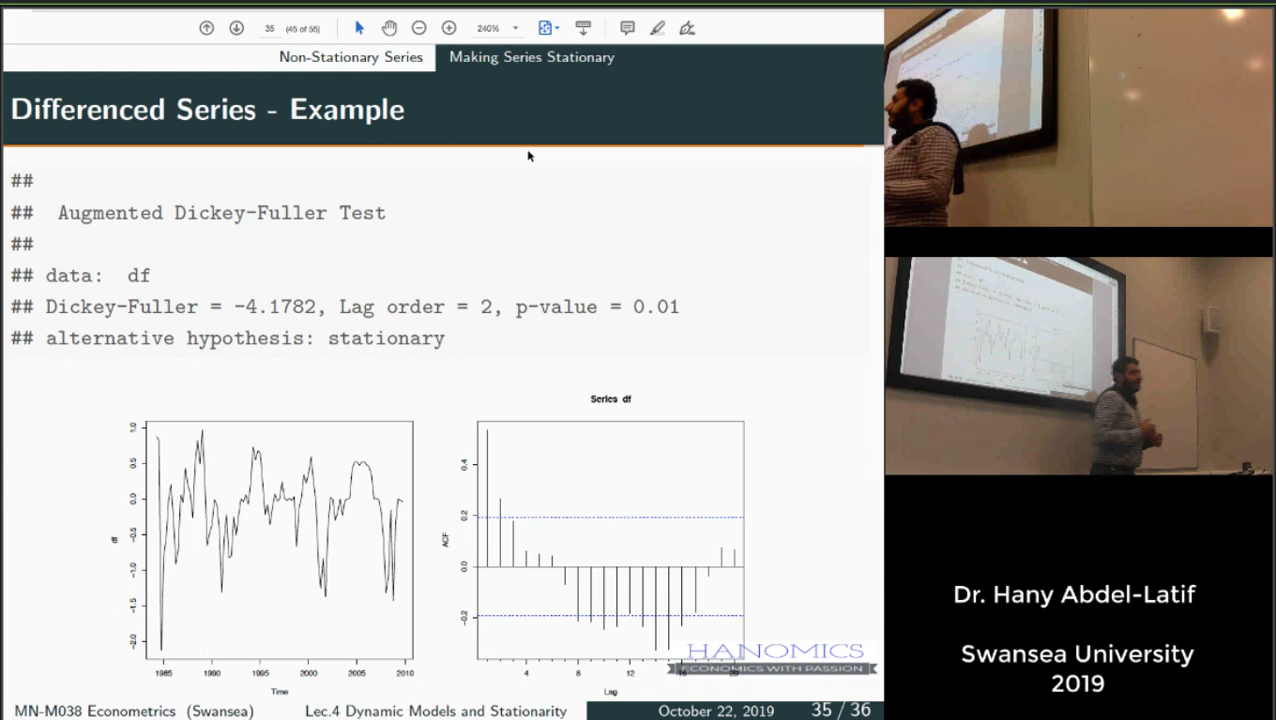 35 (45 of 55) 240%
Non-Stationary Series Making Series Stationary
Differenced Series - Example
##
## Augmented Dickey-Fuller Test
##
## data: df
## Dickey-Fuller = -4.1782, Lag order = 2, p-value = 0.01
## alternative hypothesis: stationary
Series df
1.0
0.5
0.0
-0.5
-1.0
-1.5
-2.0
df
1985 1990 1995 2000 2005 2010
Time
0.4
0.2
0.0
-0.2
ACF
4 8 12 16 20
Lag
HANOMICS
ECONOMICS WITH PASSION
MN-M038 Econometrics (Swansea) Lec.4 Dynamic Models and Stationarity October 22, 2019 35 / 36
Dr. Hany Abdel-Latif
Swansea University
2019